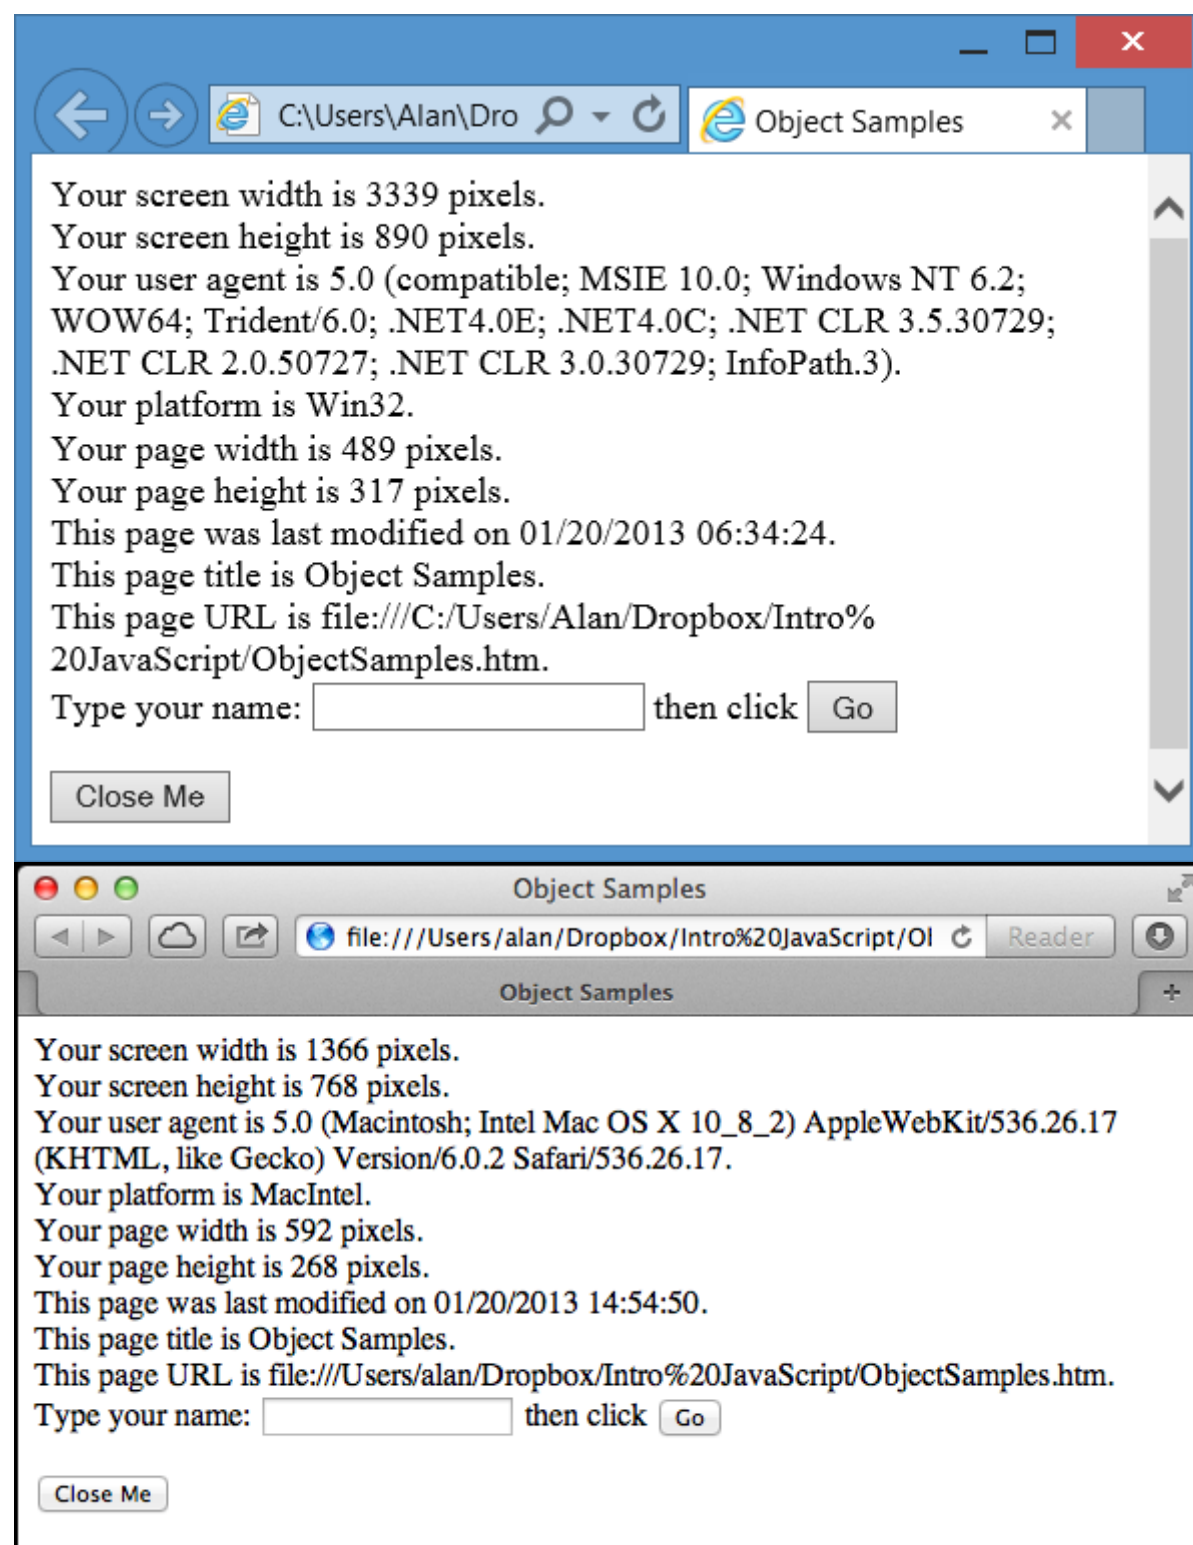 C:\Users\Alan\Dro
Object Samples
Your screen width is 3339 pixels.
Your screen height is 890 pixels.
Your user agent is 5.0 (compatible; MSIE 10.0; Windows NT 6.2;
WOW64; Trident/6.0; .NET4.0E; .NET4.0C; .NET CLR 3.5.30729;
.NET CLR 2.0.50727; .NET CLR 3.0.30729; InfoPath.3).
Your platform is Win32.
Your page width is 489 pixels.
Your page height is 317 pixels.
This page was last modified on 01/20/2013 06:34:24.
This page title is Object Samples.
This page URL is file:///C:/Users/Alan/Dropbox/Intro%
20JavaScript/ObjectSamples.htm.
Type your name: then click Go
Close Me
Object Samples
file:///Users/alan/Dropbox/Intro%20JavaScript/Ol Reader
Object Samples
Your screen width is 1366 pixels.
Your screen height is 768 pixels.
Your user agent is 5.0 (Macintosh; Intel Mac OS X 10_8_2) AppleWebKit/536.26.17
(KHTML, like Gecko) Version/6.0.2 Safari/536.26.17.
Your platform is MacIntel.
Your page width is 592 pixels.
Your page height is 268 pixels.
This page was last modified on 01/20/2013 14:54:50.
This page title is Object Samples.
This page URL is file:///Users/alan/Dropbox/Intro%20JavaScript/ObjectSamples.htm.
Type your name: then click Go
Close Me